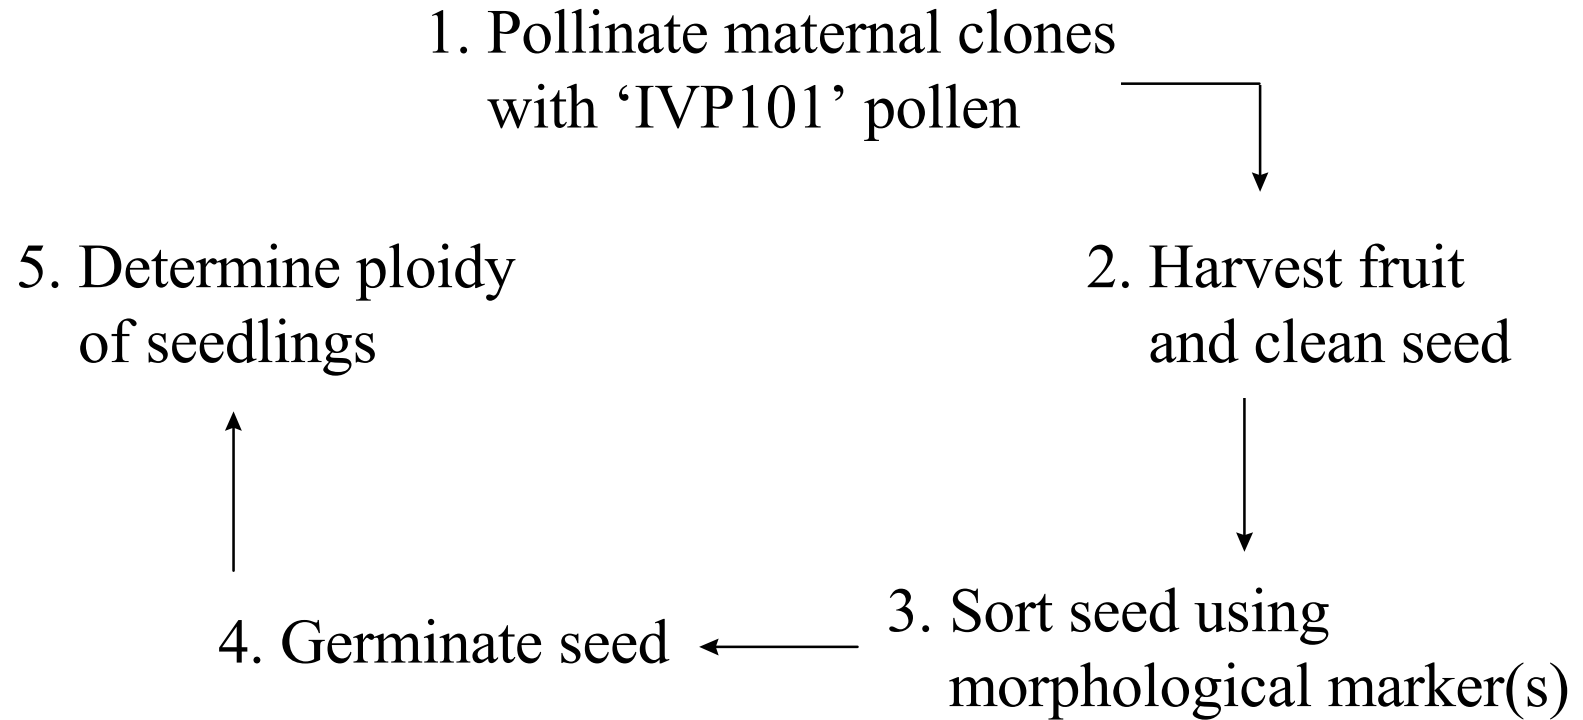 1. Pollinate maternal clones
with ‘IVP101’ pollen
2. Harvest fruit
and clean seed
3. Sort seed using
morphological marker(s)
4. Germinate seed
5. Determine ploidy
of seedlings